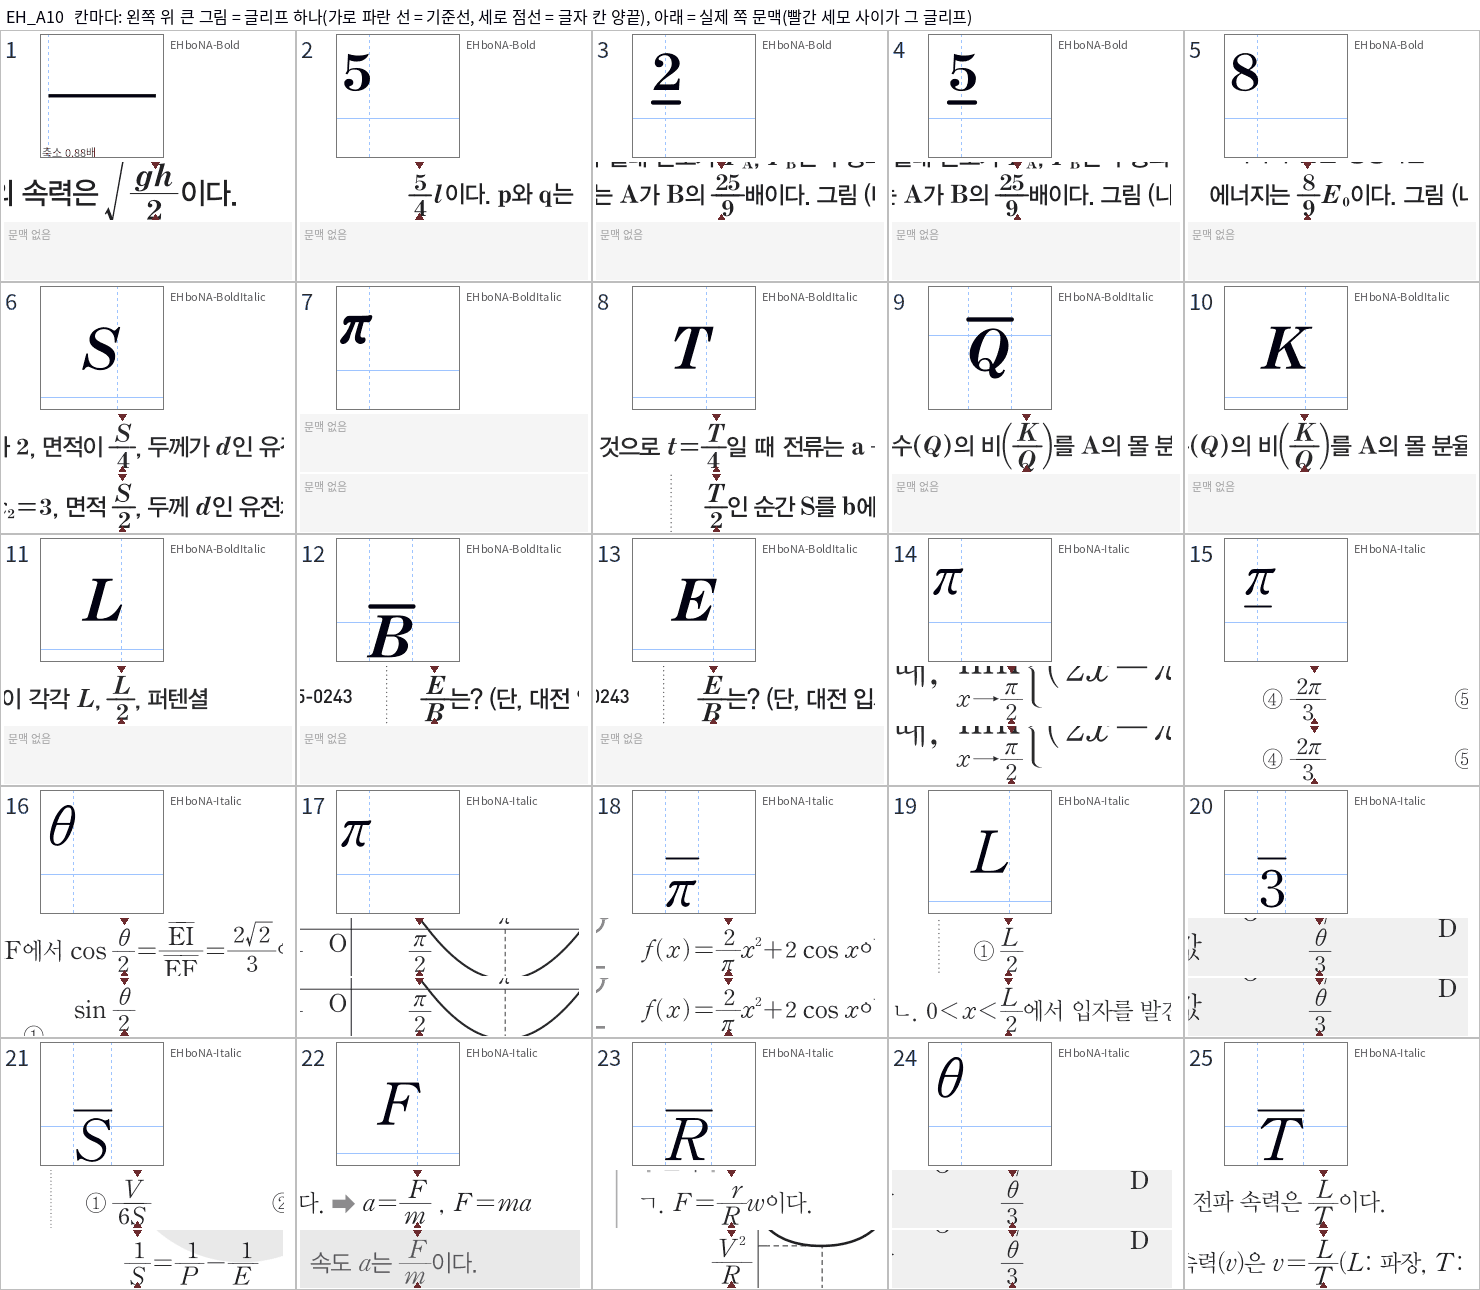 EH_A10 칸마다: 왼쪽 위 큰 그림 = 글리프 하나(가로 파란 선 = 기준선, 세로 점선 = 글자 칸 양끝), 아래 = 실제 쪽 문맥(빨간 세모 사이가 그 글리프)
1 EHboNA-Bold
축소 0.88배
속력은 √ gh/2 이다.
문맥 없음
2 5 EHboNA-Bold
5/4 l이다. p와 q는
문맥 없음
3 2 EHboNA-Bold
는 A가 B의 25/9 배이다. 그림 (
문맥 없음
4 5 EHboNA-Bold
A가 B의 25/9 배이다. 그림 (나
문맥 없음
5 8 EHboNA-Bold
에너지는 8/9 E₀이다. 그림 (
문맥 없음
6 S EHboNA-BoldItalic
2, 면적이 S/4, 두께가 d인 유
₂=3, 면적 S/2, 두께 d인 유전
7 π EHboNA-BoldItalic
문맥 없음
문맥 없음
8 T EHboNA-BoldItalic
것으로 t=T/4일 때 전류는 a
T/2인 순간 S를 b에
9 Q EHboNA-BoldItalic
수(Q)의 비(K/Q)를 A의 몰 분
문맥 없음
10 K EHboNA-BoldItalic
(Q)의 비(K/Q)를 A의 몰 분율
문맥 없음
11 L EHboNA-BoldItalic
이 각각 L, L/2, 퍼텐셜
문맥 없음
12 B EHboNA-BoldItalic
5-0243 E/B는? (단, 대전
문맥 없음
13 E EHboNA-BoldItalic
0243 E/B는? (단, 대전 입
문맥 없음
14 π EHboNA-Italic
때, lim x→π/2 (2x−π
때, lim x→π/2 (2x−π
15 π EHboNA-Italic
④ 2π/3 ⑤
④ 2π/3 ⑤
16 θ EHboNA-Italic
F에서 cos θ/2=EI/EF=2√2/3
sin θ/2
①
17 π EHboNA-Italic
O π/2
O π/2
18 π EHboNA-Italic
f(x)=2/π x²+2 cos x
f(x)=2/π x²+2 cos x
19 L EHboNA-Italic
① L/2
ㄴ. 0<x<L/2에서 입자를 발견
20 3 EHboNA-Italic
값 θ/3 D
값 θ/3 D
21 S EHboNA-Italic
① V/6S ②
1/S=1/P−1/E
22 F EHboNA-Italic
다. ➡ a=F/m , F=ma
속도 a는 F/m이다.
23 R EHboNA-Italic
ㄱ. F=r/R w이다.
V²/R
24 θ EHboNA-Italic
θ/3 D
θ/3 D
25 T EHboNA-Italic
전파 속력은 L/T이다.
속력(v)은 v=L/T(L: 파장, T: